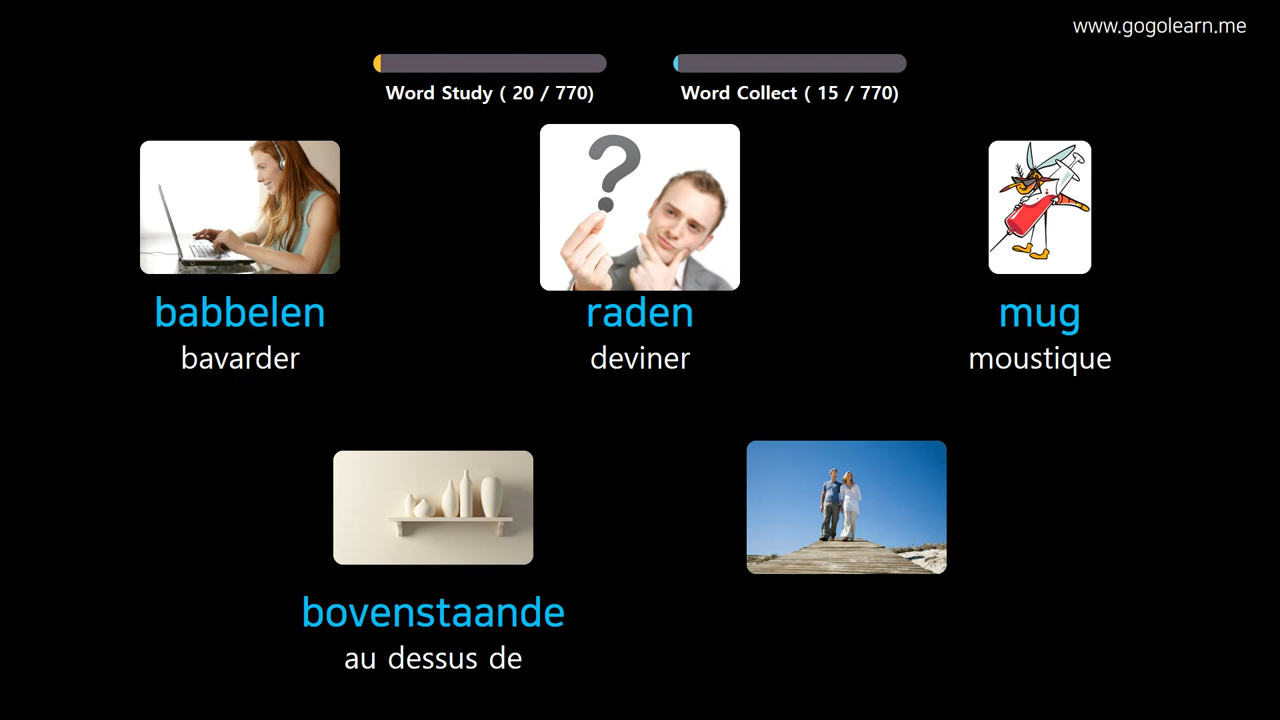 www.gogolearn.me
Word Study ( 20 / 770)
Word Collect ( 15 / 770)
babbelen
bavarder
raden
deviner
mug
moustique
bovenstaande
au dessus de